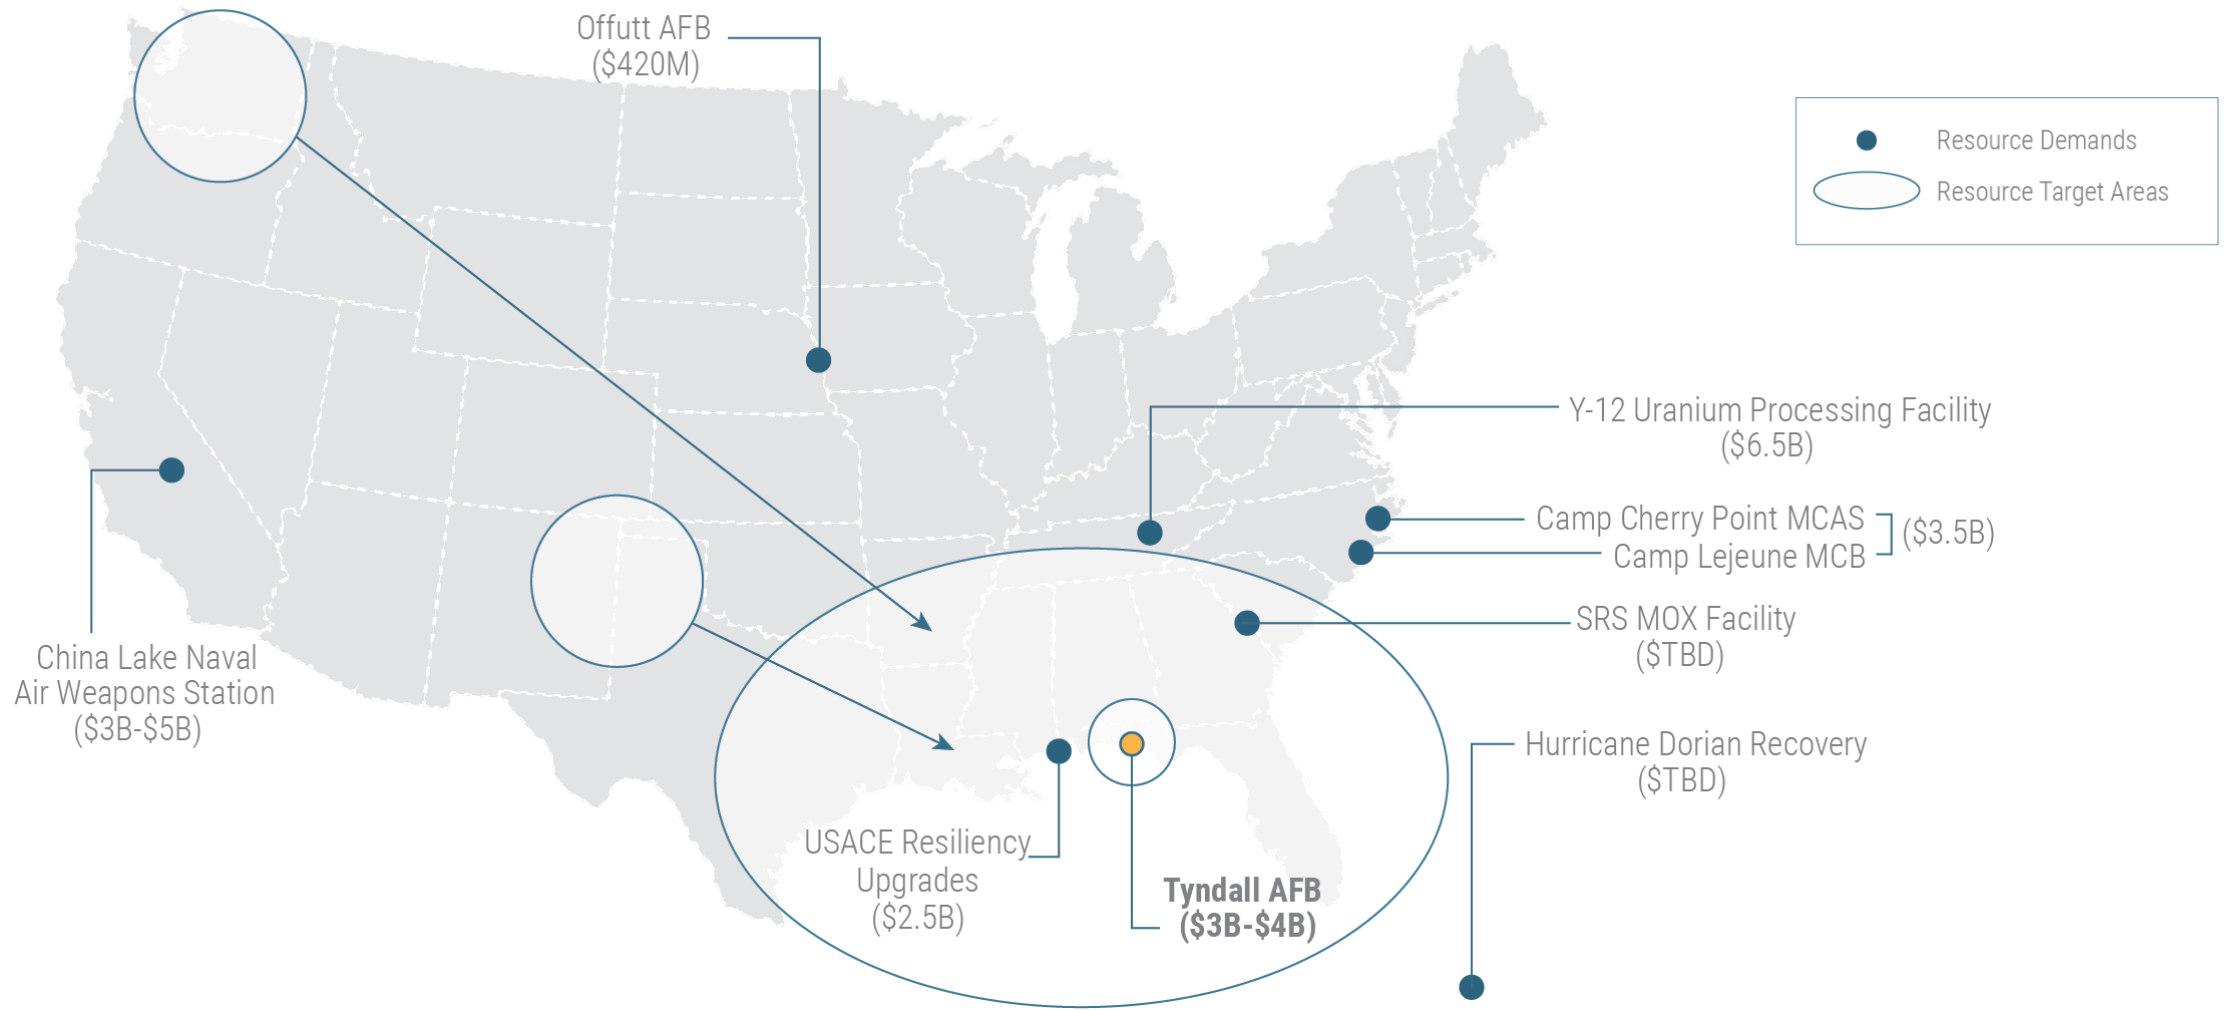 Offutt AFB
($420M)
Resource Demands
Resource Target Areas
Y-12 Uranium Processing Facility
($6.5B)
Camp Cherry Point MCAS
Camp Lejeune MCB
($3.5B)
SRS MOX Facility
($TBD)
China Lake Naval
Air Weapons Station
($3B-$5B)
Hurricane Dorian Recovery
($TBD)
USACE Resiliency
Upgrades
($2.5B)
Tyndall AFB
($3B-$4B)